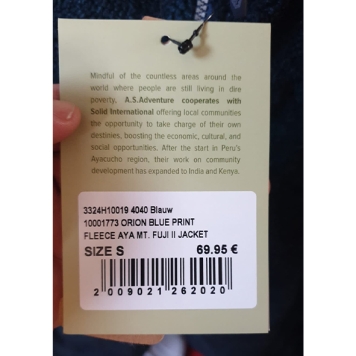 Mindful of the countless areas around the
world where people are still living in dire
poverty, A.S.Adventure cooperates with
Solid International offering local communities
the opportunity to take charge of their own
destinies, boosting the economic, cultural, and
social opportunities. After the start in Peru's
Ayacucho region, their work on community
development has expanded to India and Kenya.
3324H10019 4040 Blauw
10001773 ORION BLUE PRINT
FLEECE AYA MT. FUJI II JACKET
SIZE S 69.95 €
2 009021 262020